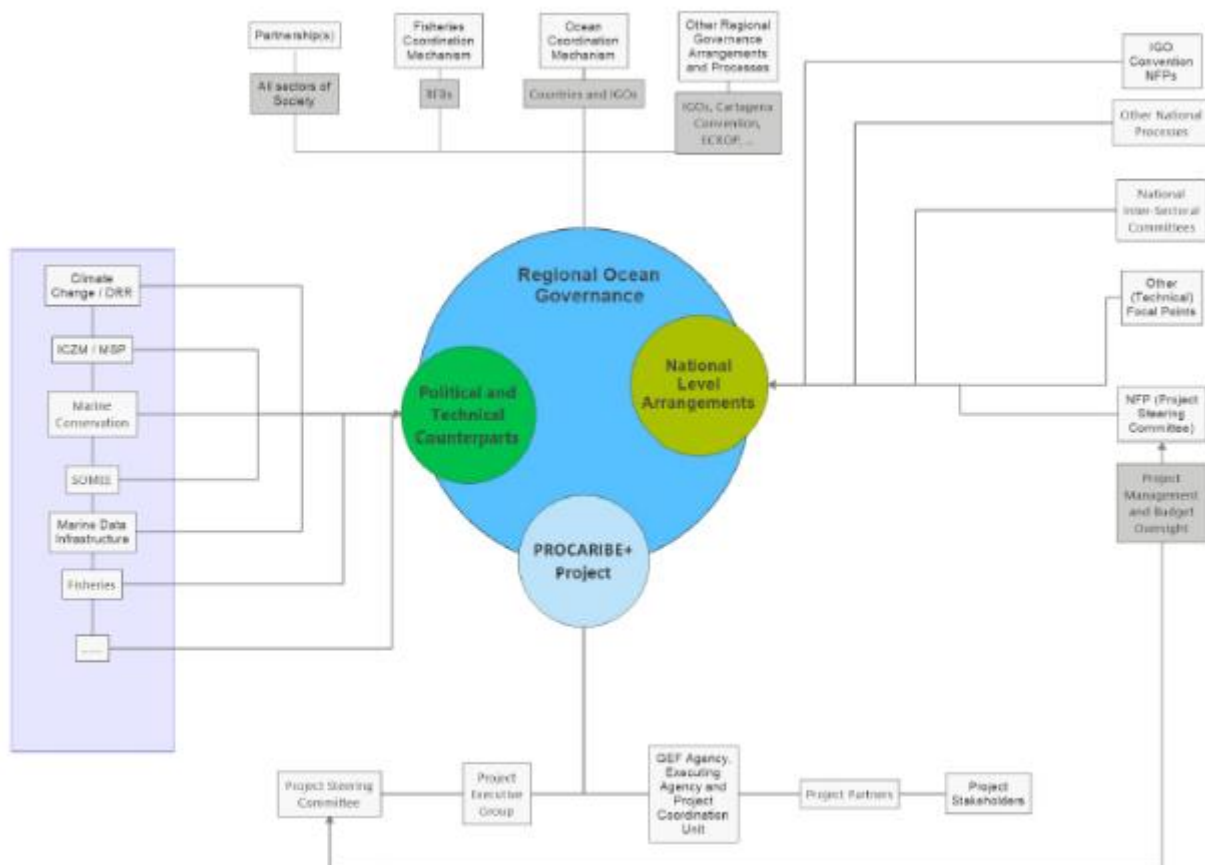 Partnership(s)
All sectors of
Society
Fisheries
Coordination
Mechanism
RFBs
Ocean
Coordination
Mechanism
Countries and IGOs
Other Regional
Governance
Arrangements
and Processes
IGOs, Cartagena
Convention,
ECROP, ...
IGO
Convention
NFPs
Other National
Processes
National
Inter-Sectoral
Committees
Other
(Technical)
Focal Points
NFP (Project
Steering
Committee)
Project
Management
and Budget
Oversight
Climate
Change / DRR
ICZM / MSP
Marine
Conservation
SOMEE
Marine Data
Infrastructure
Fisheries
......
Regional Ocean
Governance
Political and
Technical
Counterparts
National
Level
Arrangements
PROCARIBE+
Project
Project Steering
Committee
Project
Executive
Group
GEF Agency,
Executing
Agency and
Project
Coordination
Unit
Project Partners
Project
Stakeholders